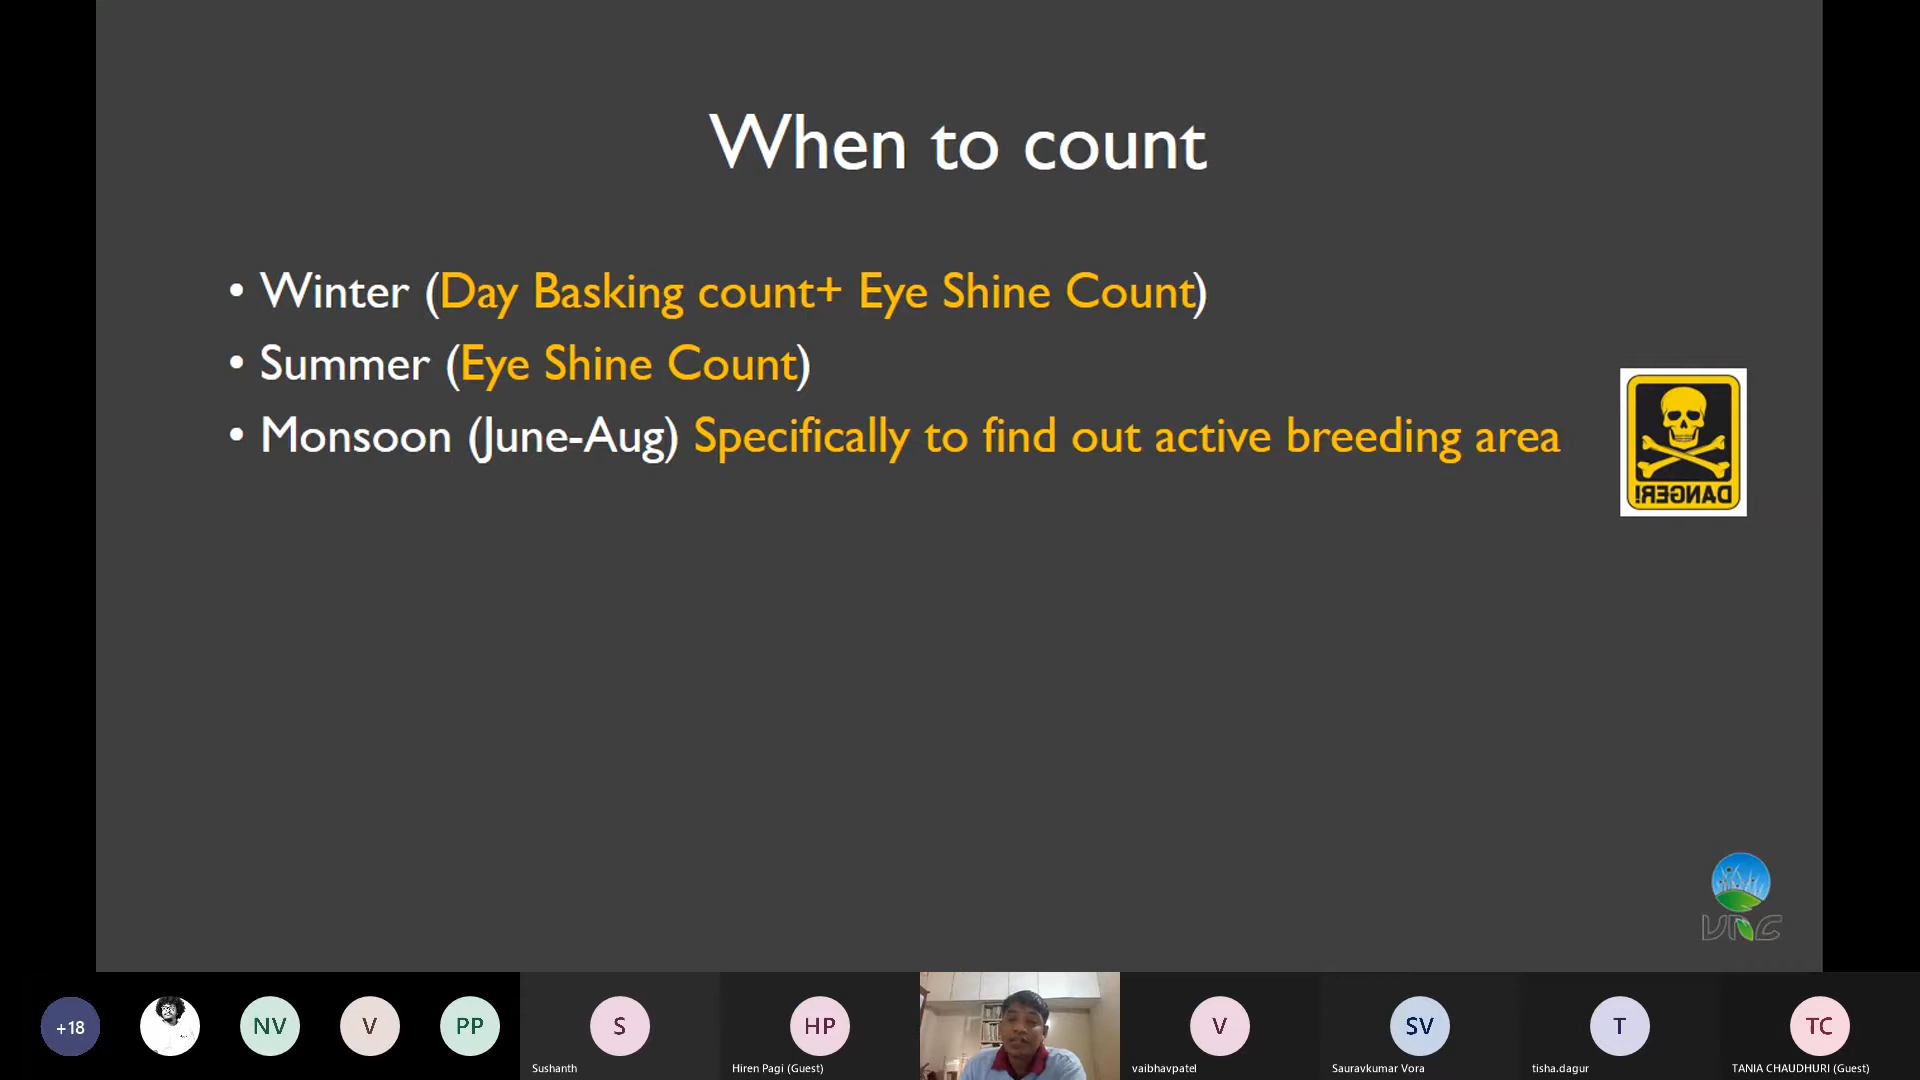 When to count
• Winter (Day Basking count+ Eye Shine Count)
• Summer (Eye Shine Count)
• Monsoon (June-Aug) Specifically to find out active breeding area
DANGER!
VNC
+18
NV
V
PP
S
Sushanth
HP
Hiren Pagi (Guest)
V
vaibhavpatel
SV
Sauravkumar Vora
T
tisha.dagur
TC
TANIA CHAUDHURI (Guest)